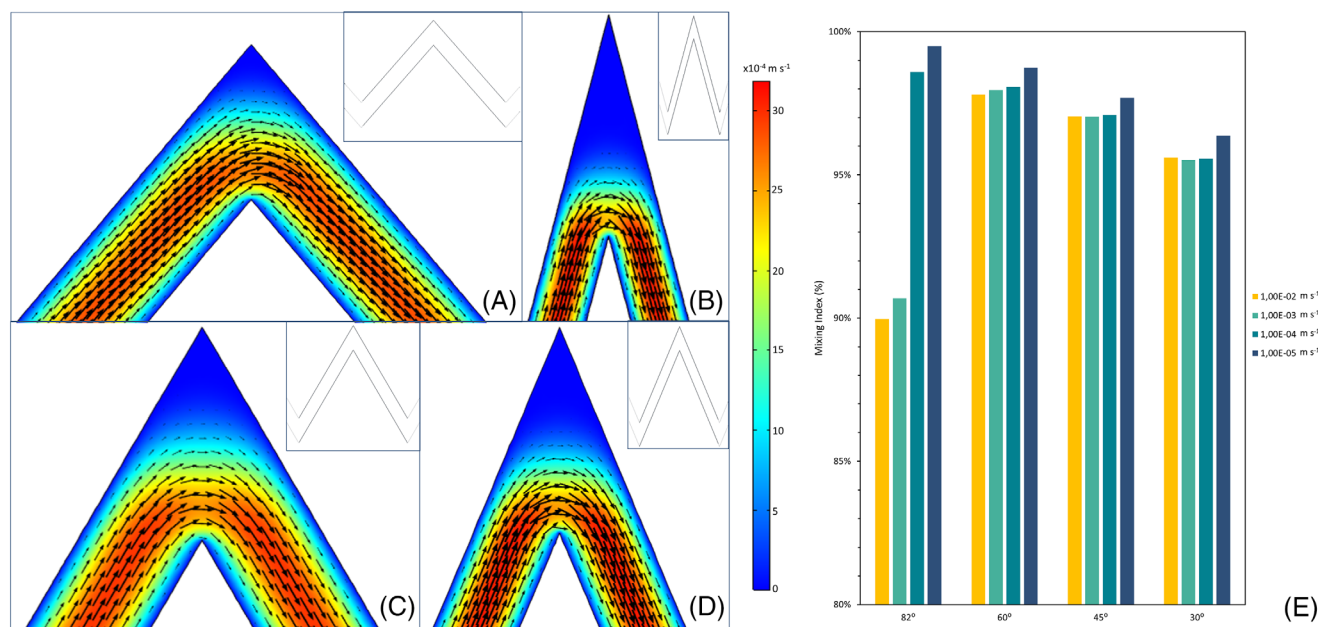 (A)
(B)
(C)
(D)
x10⁻⁴ m s⁻¹
30
25
20
15
10
5
0
Mixing Index (%)
100%
95%
90%
85%
80%
82º
60º
45º
30º
1,00E-02 m s⁻¹
1,00E-03 m s⁻¹
1,00E-04 m s⁻¹
1,00E-05 m s⁻¹
(E)